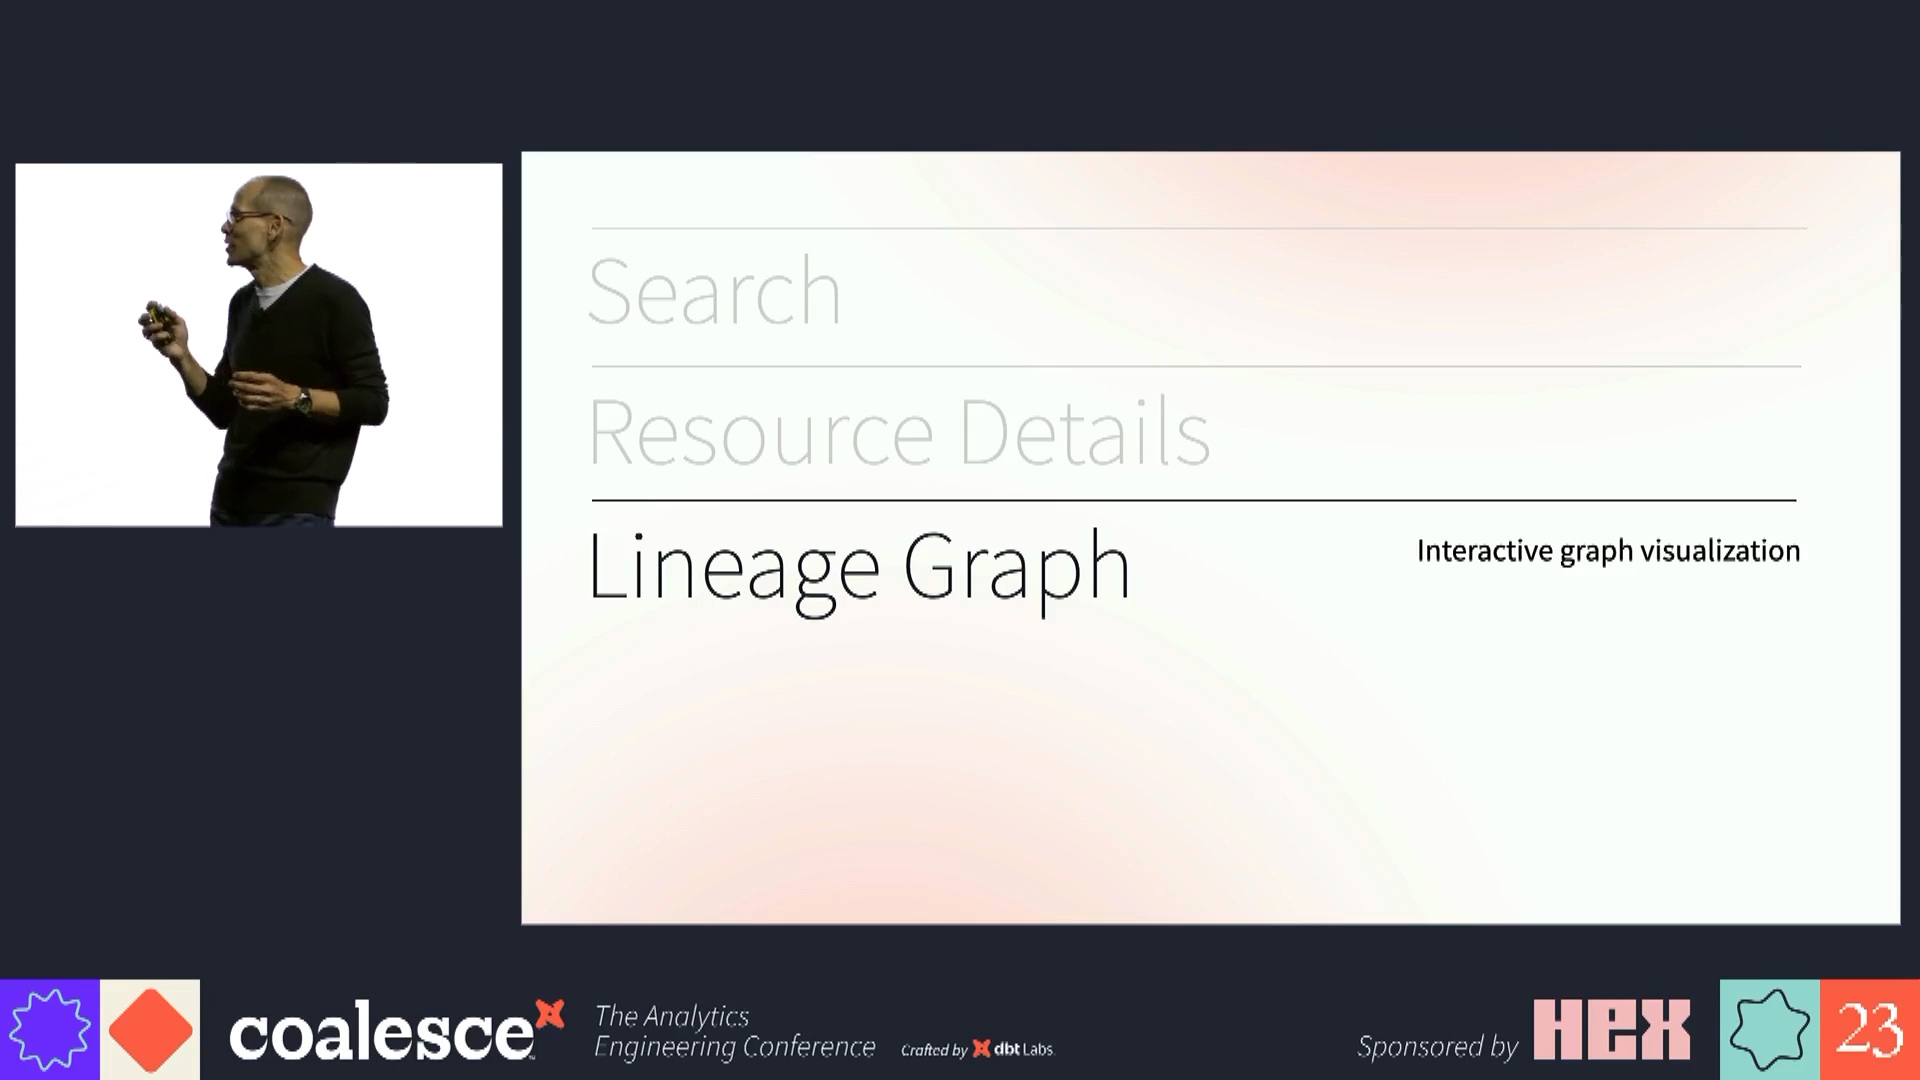 Search
Resource Details
Lineage Graph
Interactive graph visualization
coalesce
The Analytics
Engineering Conference
Crafted by dbt Labs
Sponsored by HEX
23